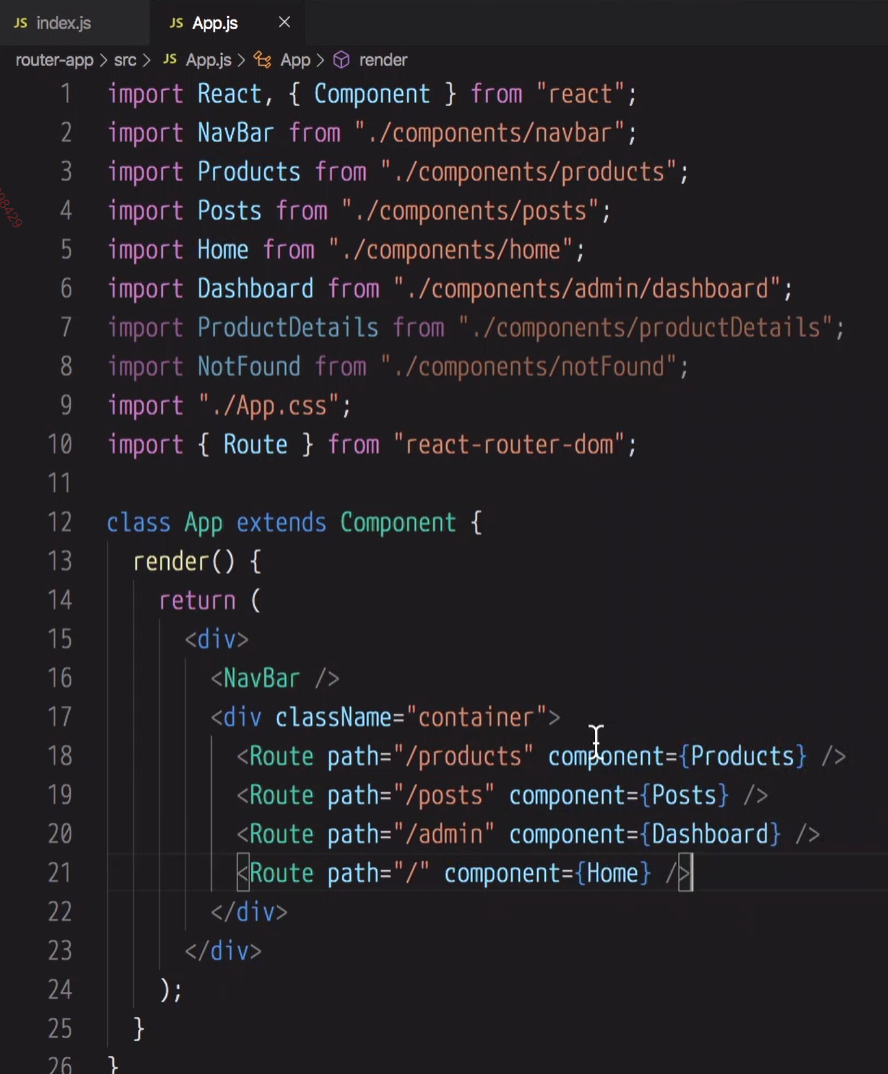 JS index.js JS App.js ×
router-app > src > JS App.js > App > render
1 import React, { Component } from "react";
2 import NavBar from "./components/navbar";
3 import Products from "./components/products";
4 import Posts from "./components/posts";
5 import Home from "./components/home";
6 import Dashboard from "./components/admin/dashboard";
7 import ProductDetails from "./components/productDetails";
8 import NotFound from "./components/notFound";
9 import "./App.css";
10 import { Route } from "react-router-dom";
11
12 class App extends Component {
13   render() {
14     return (
15       <div>
16         <NavBar />
17         <div className="container">
18           <Route path="/products" component={Products} />
19           <Route path="/posts" component={Posts} />
20           <Route path="/admin" component={Dashboard} />
21           <Route path="/" component={Home} />
22         </div>
23       </div>
24     );
25   }
26 }